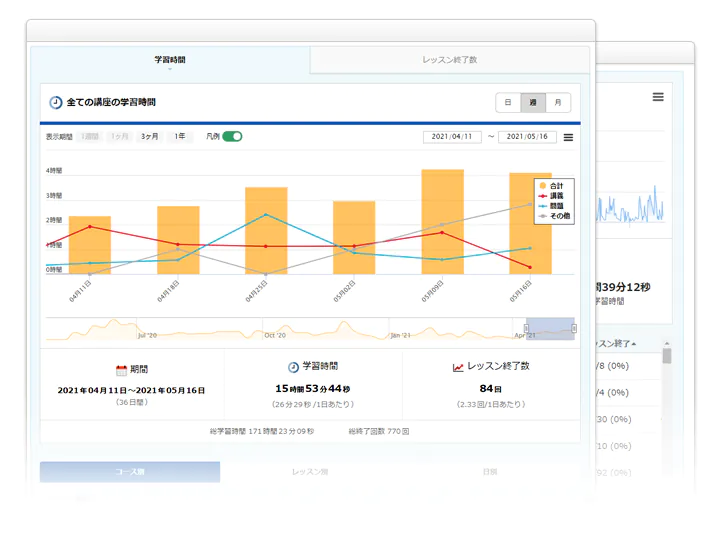 学習時間
レッスン終了数
全ての講座の学習時間
日 週 月
表示期間 1週間 1ヶ月 3ヶ月 1年 凡例 2021/04/11 ～ 2021/05/16
4時間
3時間
2時間
1時間
0時間
合計
講義
問題
その他
04月11日 04月18日 04月25日 05月02日 05月09日 05月16日
Jul '20 Oct '20 Jan '21 Apr '21
期間
2021年04月11日～2021年05月16日
(36日間)
学習時間
15時間53分44秒
(26分29秒 /1日あたり)
レッスン終了数
84回
(2.33回/1日あたり)
総学習時間 171時間23分09秒 総終了回数 770回
コース別 レッスン別 日別
間39分12秒
学習時間
スン終了
/8 (0%)
/4 (0%)
30 (0%)
10 (0%)
92 (0%)